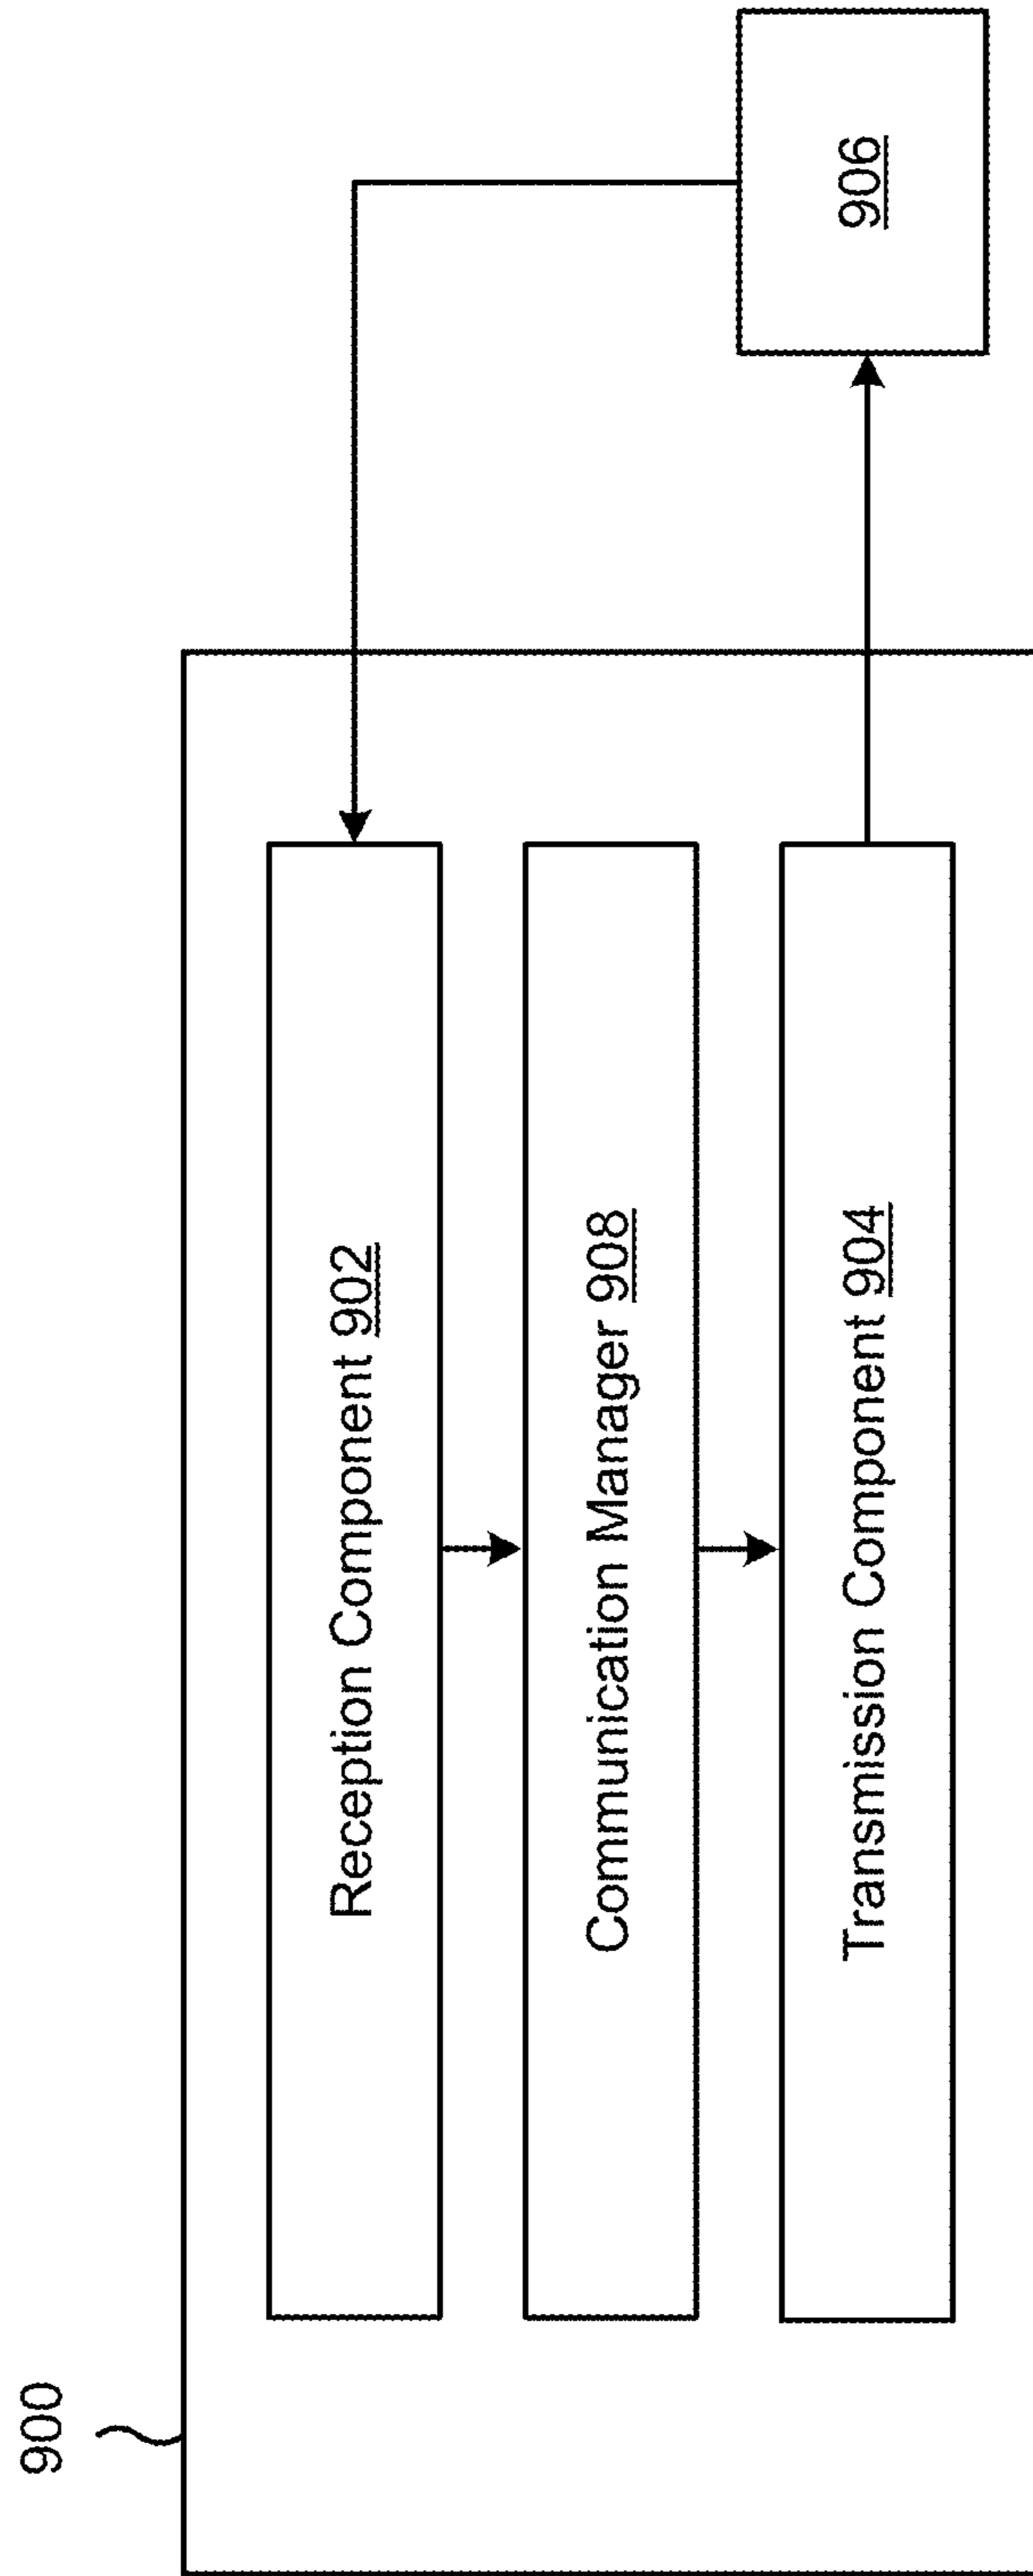 900
Reception Component 902
Communication Manager 908
Transmission Component 904
906